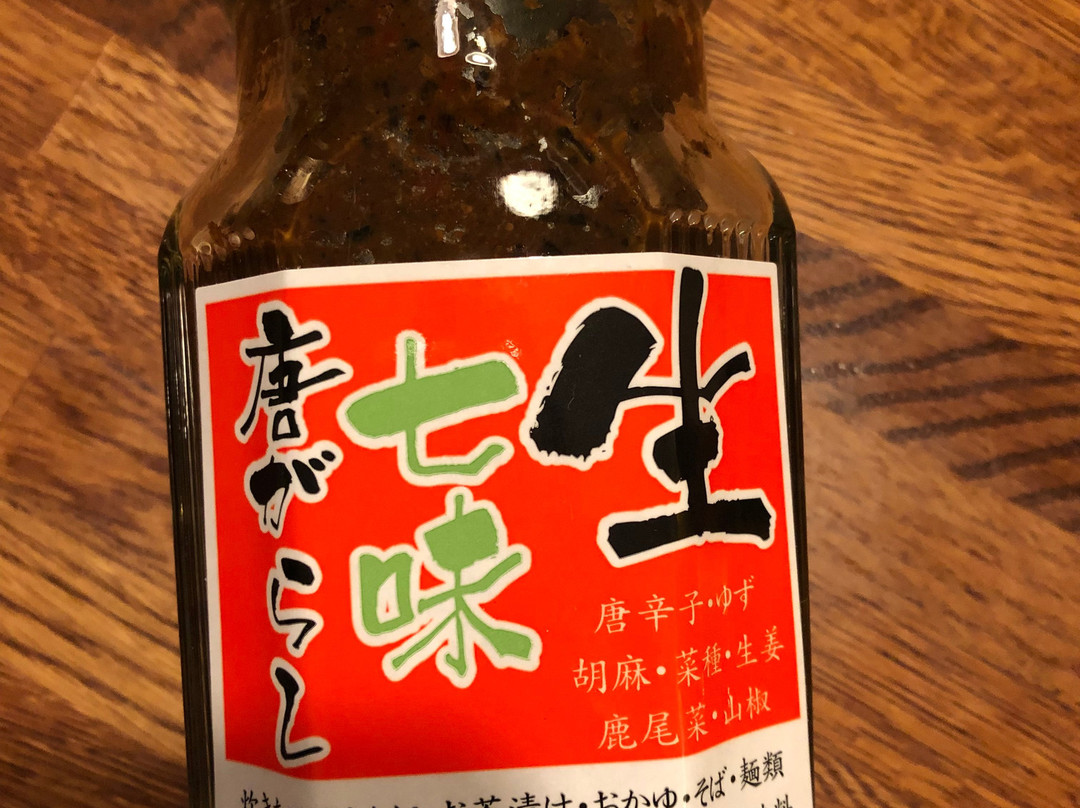 生
七味
唐がらし
唐辛子・ゆず
胡麻・菜種・生姜
鹿尾菜・山椒
お茶漬け・おかゆ・そば・麺類